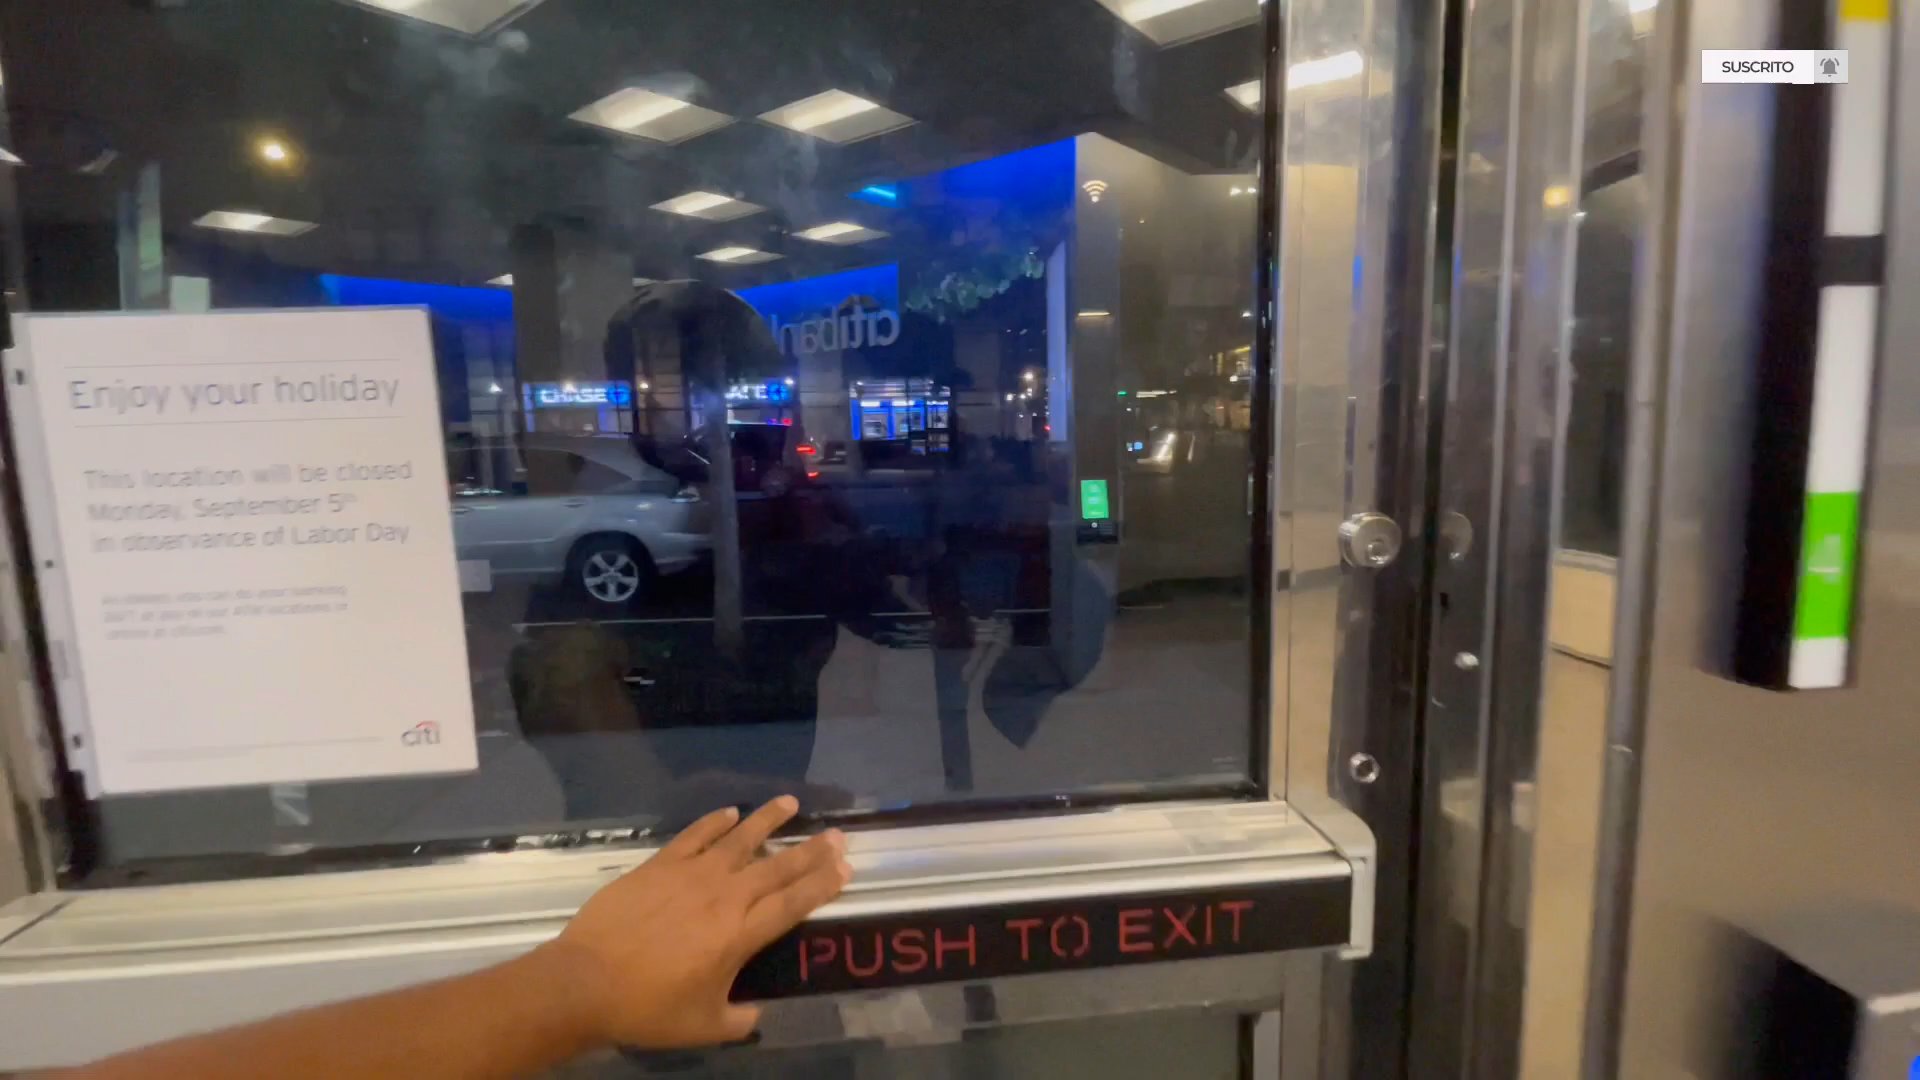 SUSCRITO
citibank
CHASE
Enjoy your holiday
This location will be closed
Monday, September 5th
in observance of Labor Day
citi
4
PUSH TO EXIT